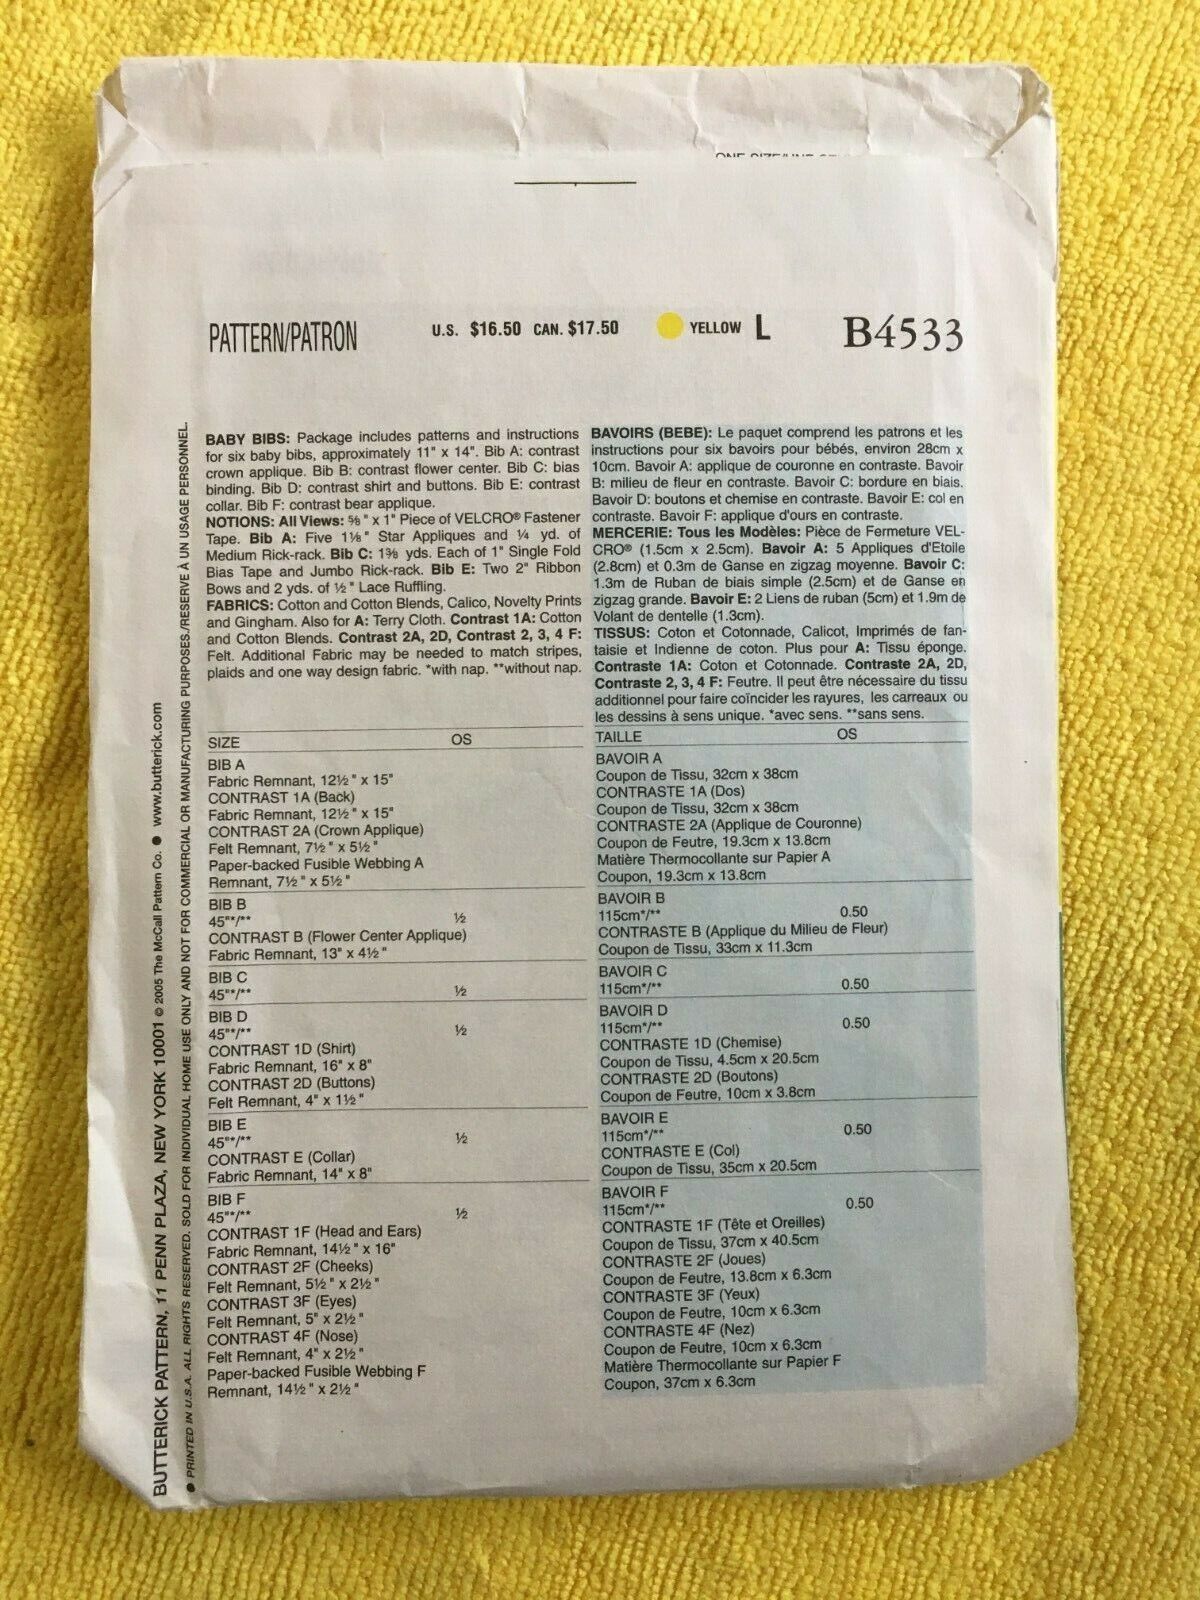 PATTERN/PATRON U.S. $16.50 CAN. $17.50 YELLOW L B4533
BABY BIBS: Package includes patterns and instructions
for six baby bibs, approximately 11" x 14". Bib A: contrast
crown applique. Bib B: contrast flower center. Bib C: bias
binding. Bib D: contrast shirt and buttons. Bib E: contrast
collar. Bib F: contrast bear applique.
NOTIONS: All Views: ⅝" x 1" Piece of VELCRO® Fastener
Tape. Bib A: Five 1⅛" Star Appliques and ¼ yd. of
Medium Rick-rack. Bib C: 1⅜ yds. Each of 1" Single Fold
Bias Tape and Jumbo Rick-rack. Bib E: Two 2" Ribbon
Bows and 2 yds. of ½" Lace Ruffling.
FABRICS: Cotton and Cotton Blends, Calico, Novelty Prints
and Gingham. Also for A: Terry Cloth. Contrast 1A: Cotton
and Cotton Blends. Contrast 2A, 2D, Contrast 2, 3, 4 F:
Felt. Additional Fabric may be needed to match stripes,
plaids and one way design fabric. *with nap. **without nap.
SIZE OS
BIB A
Fabric Remnant, 12½" x 15"
CONTRAST 1A (Back)
Fabric Remnant, 12½" x 15"
CONTRAST 2A (Crown Applique)
Felt Remnant, 7½" x 5½"
Paper-backed Fusible Webbing A
Remnant, 7½" x 5½"
BIB B
45"*/** ½
CONTRAST B (Flower Center Applique)
Fabric Remnant, 13" x 4½"
BIB C
45"*/** ½
BIB D
45"*/** ½
CONTRAST 1D (Shirt)
Fabric Remnant, 16" x 8"
CONTRAST 2D (Buttons)
Felt Remnant, 4" x 1½"
BIB E
45"*/** ½
CONTRAST E (Collar)
Fabric Remnant, 14" x 8"
BIB F
45"*/** ½
CONTRAST 1F (Head and Ears)
Fabric Remnant, 14½" x 16"
CONTRAST 2F (Cheeks)
Felt Remnant, 5½" x 2½"
CONTRAST 3F (Eyes)
Felt Remnant, 5" x 2½"
CONTRAST 4F (Nose)
Felt Remnant, 4" x 2½"
Paper-backed Fusible Webbing F
Remnant, 14½" x 2½"
BAVOIRS (BEBE): Le paquet comprend les patrons et les
instructions pour six bavoirs pour bébés, environ 28cm x
10cm. Bavoir A: applique de couronne en contraste. Bavoir
B: milieu de fleur en contraste. Bavoir C: bordure en biais.
Bavoir D: boutons et chemise en contraste. Bavoir E: col en
contraste. Bavoir F: applique d'ours en contraste.
MERCERIE: Tous les Modèles: Pièce de Fermeture VEL-
CRO® (1.5cm x 2.5cm). Bavoir A: 5 Appliques d'Etoile
(2.8cm) et 0.3m de Ganse en zigzag moyenne. Bavoir C:
1.3m de Ruban de biais simple (2.5cm) et de Ganse en
zigzag grande. Bavoir E: 2 Liens de ruban (5cm) et 1.9m de
Volant de dentelle (1.3cm).
TISSUS: Coton et Cotonnade, Calicot, Imprimés de fan-
taisie et Indienne de coton. Plus pour A: Tissu éponge.
Contraste 1A: Coton et Cotonnade. Contraste 2A, 2D,
Contraste 2, 3, 4 F: Feutre. Il peut être nécessaire du tissu
additionnel pour faire coïncider les rayures, les carreaux ou
les dessins à sens unique. *avec sens. **sans sens.
TAILLE OS
BAVOIR A
Coupon de Tissu, 32cm x 38cm
CONTRASTE 1A (Dos)
Coupon de Tissu, 32cm x 38cm
CONTRASTE 2A (Applique de Couronne)
Coupon de Feutre, 19.3cm x 13.8cm
Matière Thermocollante sur Papier A
Coupon, 19.3cm x 13.8cm
BAVOIR B
115cm*/** 0.50
CONTRASTE B (Applique du Milieu de Fleur)
Coupon de Tissu, 33cm x 11.3cm
BAVOIR C
115cm*/** 0.50
BAVOIR D
115cm*/** 0.50
CONTRASTE 1D (Chemise)
Coupon de Tissu, 4.5cm x 20.5cm
CONTRASTE 2D (Boutons)
Coupon de Feutre, 10cm x 3.8cm
BAVOIR E
115cm*/** 0.50
CONTRASTE E (Col)
Coupon de Tissu, 35cm x 20.5cm
BAVOIR F
115cm*/** 0.50
CONTRASTE 1F (Tête et Oreilles)
Coupon de Tissu, 37cm x 40.5cm
CONTRASTE 2F (Joues)
Coupon de Feutre, 13.8cm x 6.3cm
CONTRASTE 3F (Yeux)
Coupon de Feutre, 10cm x 6.3cm
CONTRASTE 4F (Nez)
Coupon de Feutre, 10cm x 6.3cm
Matière Thermocollante sur Papier F
Coupon, 37cm x 6.3cm
BUTTERICK PATTERN, 11 PENN PLAZA, NEW YORK 10001 © 2005 The McCall Pattern Co. ● www.butterick.com
● PRINTED IN U.S.A. ALL RIGHTS RESERVED. SOLD FOR INDIVIDUAL HOME USE ONLY AND NOT FOR COMMERCIAL OR MANUFACTURING PURPOSES./RESERVE À UN USAGE PERSONNEL.